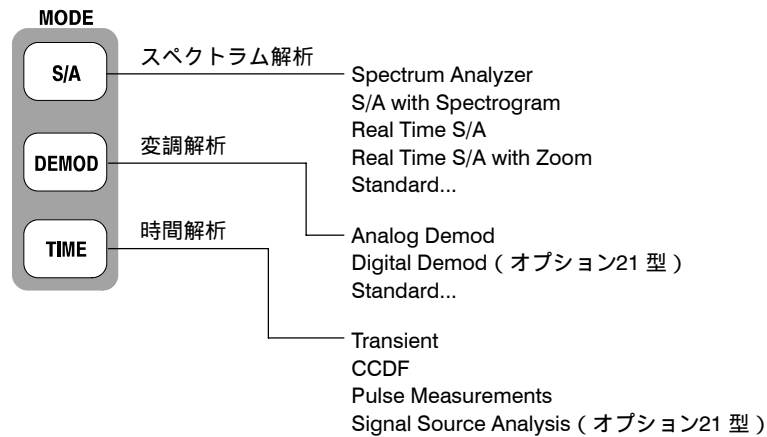 MODE
S/A
スペクトラム解析
Spectrum Analyzer
S/A with Spectrogram
Real Time S/A
Real Time S/A with Zoom
Standard...
DEMOD
変調解析
Analog Demod
Digital Demod（オプション21 型）
Standard...
TIME
時間解析
Transient
CCDF
Pulse Measurements
Signal Source Analysis（オプション21 型）